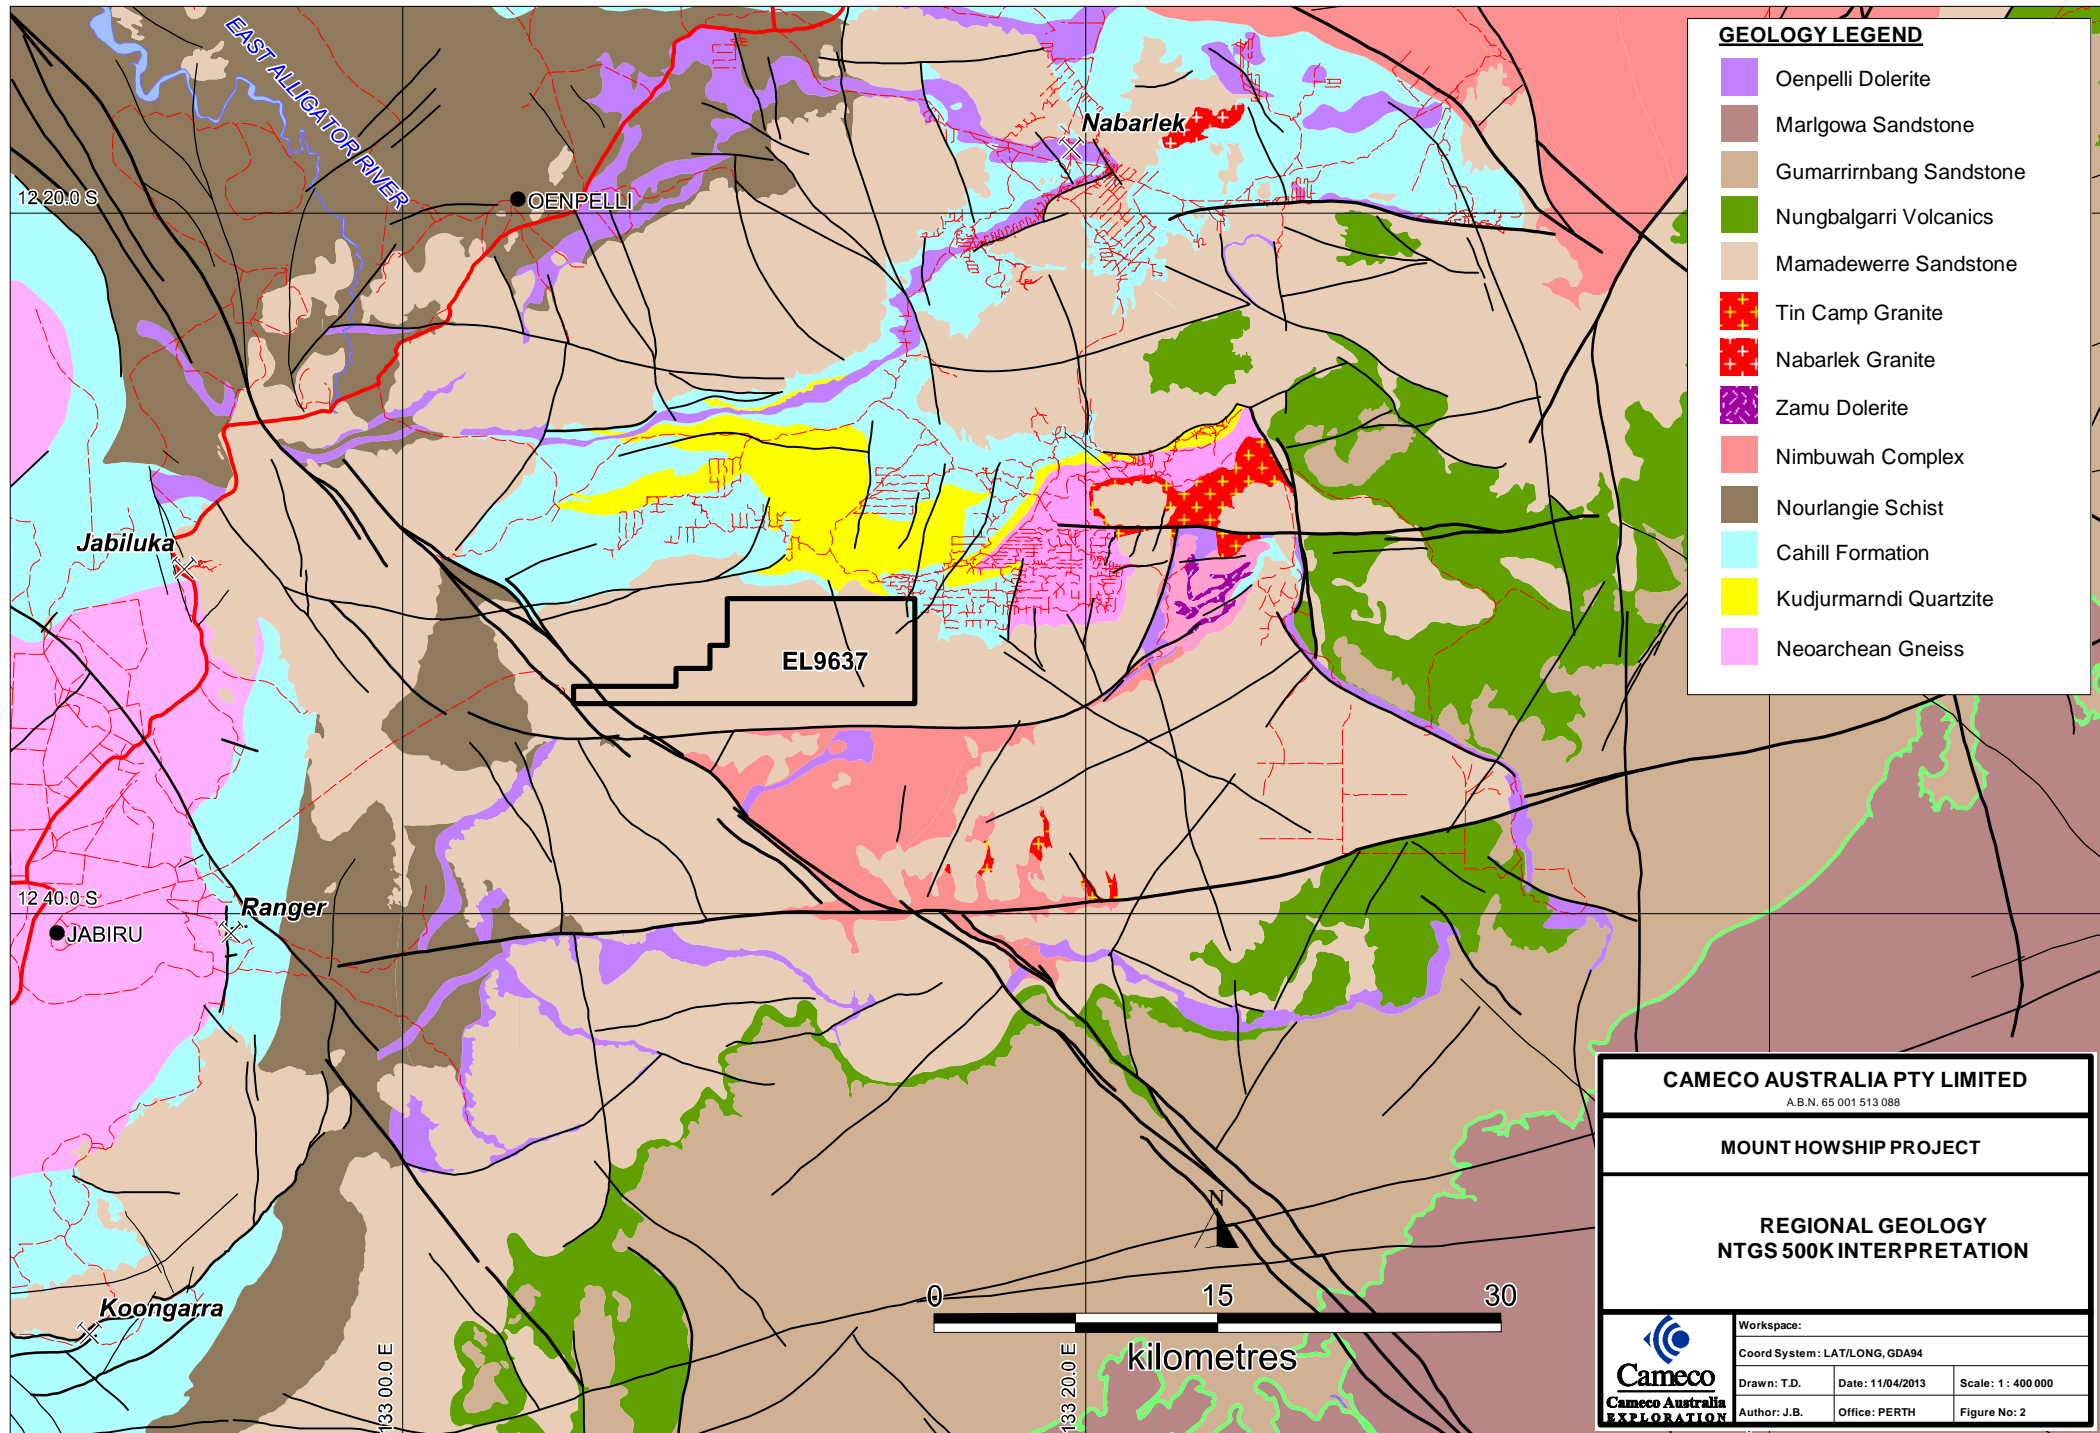 GEOLOGY LEGEND
Oenpelli Dolerite
Marlgowa Sandstone
Gumarrirnbang Sandstone
Nungbalgarri Volcanics
Mamadewerre Sandstone
Tin Camp Granite
Nabarlek Granite
Zamu Dolerite
Nimbuwah Complex
Nourlangie Schist
Cahill Formation
Kudjurmarndi Quartzite
Neoarchean Gneiss
EAST ALLIGATOR RIVER
Nabarlek
12 20.0 S
OENPELLI
Jabiluka
EL9637
12 40.0 S
Ranger
JABIRU
Koongarra
133 00.0 E
133 20.0 E
N
0 15 30
kilometres
CAMECO AUSTRALIA PTY LIMITED
A.B.N. 65 001 513 088
MOUNT HOWSHIP PROJECT
REGIONAL GEOLOGY
NTGS 500K INTERPRETATION
Cameco
Cameco Australia
EXPLORATION
Workspace:
Coord System: LAT/LONG, GDA94
Drawn: T.D. Date: 11/04/2013 Scale: 1 : 400 000
Author: J.B. Office: PERTH Figure No: 2